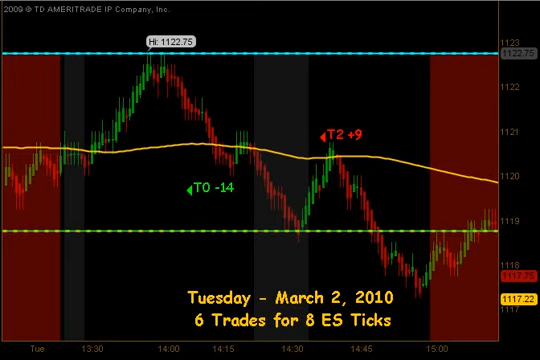 2009 © TD AMERITRADE IP Company, Inc.
Hi: 1122.75
1123
1122.75
1122
1121
T2 +9
1120
T0 -14
1119
1118
1117.75
1117.22
Tuesday - March 2, 2010
6 Trades for 8 ES Ticks
Tue 13:30 14:00 14:15 14:30 14:45 15:00